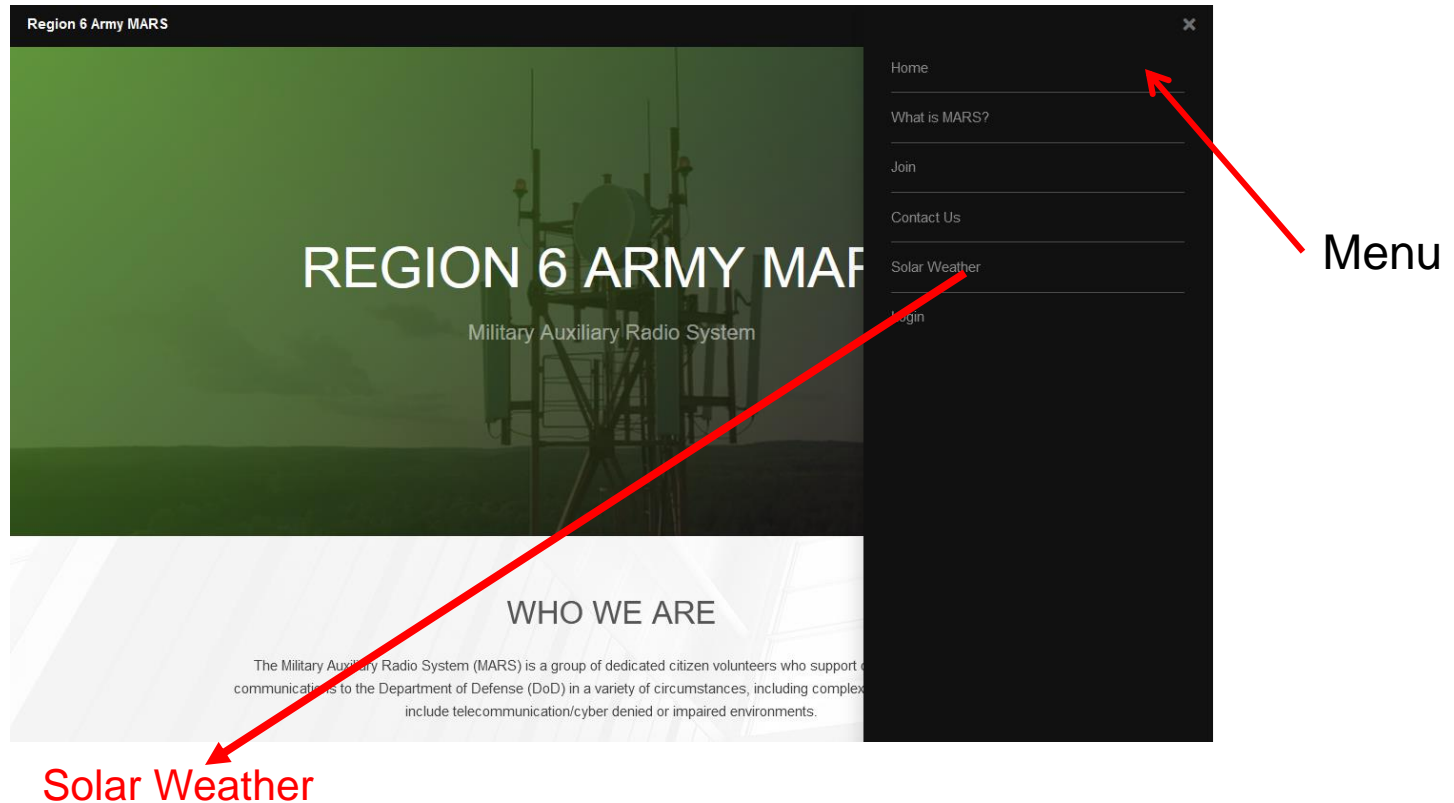 Region 6 Army MARS
Home
What is MARS?
Join
Contact Us
Solar Weather
Login
Menu
REGION 6 ARMY MAR
Military Auxiliary Radio System
WHO WE ARE
The Military Auxiliary Radio System (MARS) is a group of dedicated citizen volunteers who support
communications to the Department of Defense (DoD) in a variety of circumstances, including complex
include telecommunication/cyber denied or impaired environments.
Solar Weather